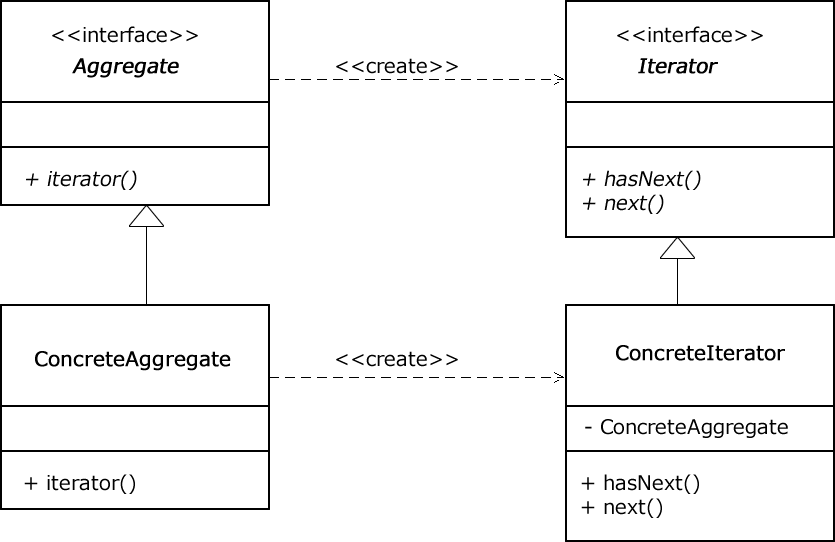 <<interface>>
Aggregate
+ iterator()
<<create>>
<<interface>>
Iterator
+ hasNext()
+ next()
ConcreteAggregate
+ iterator()
<<create>>
ConcreteIterator
- ConcreteAggregate
+ hasNext()
+ next()